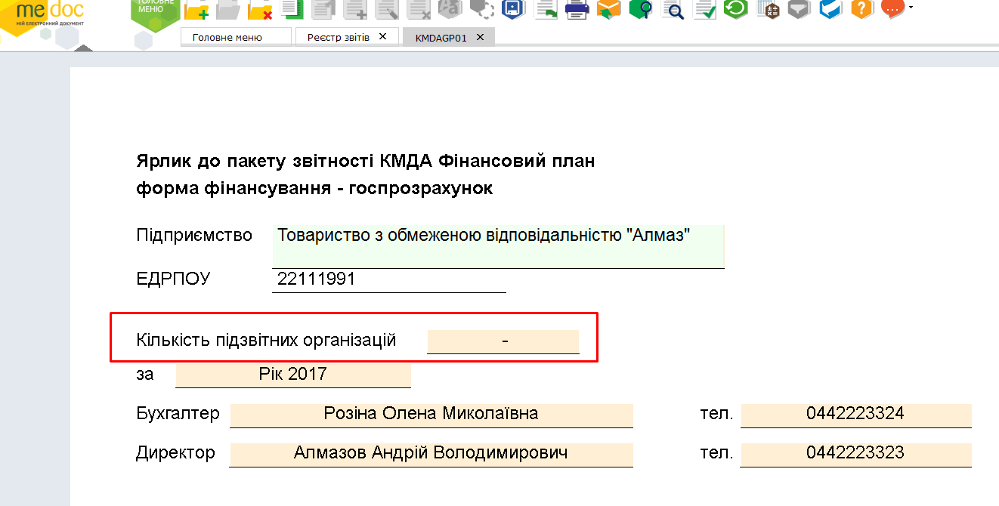 me doc
МІЙ ЕЛЕКТРОННИЙ ДОКУМЕНТ
ГОЛОВНЕ
МЕНЮ
Головне меню
Реєстр звітів
KMDAGP01
Ярлик до пакету звітності КМДА Фінансовий план
форма фінансування - госпрозрахунок
Підприємство Товариство з обмеженою відповідальністю "Алмаз"
ЕДРПОУ 22111991
Кількість підзвітних організацій -
за Рік 2017
Бухгалтер Розіна Олена Миколаївна тел. 0442223324
Директор Алмазов Андрій Володимирович тел. 0442223323